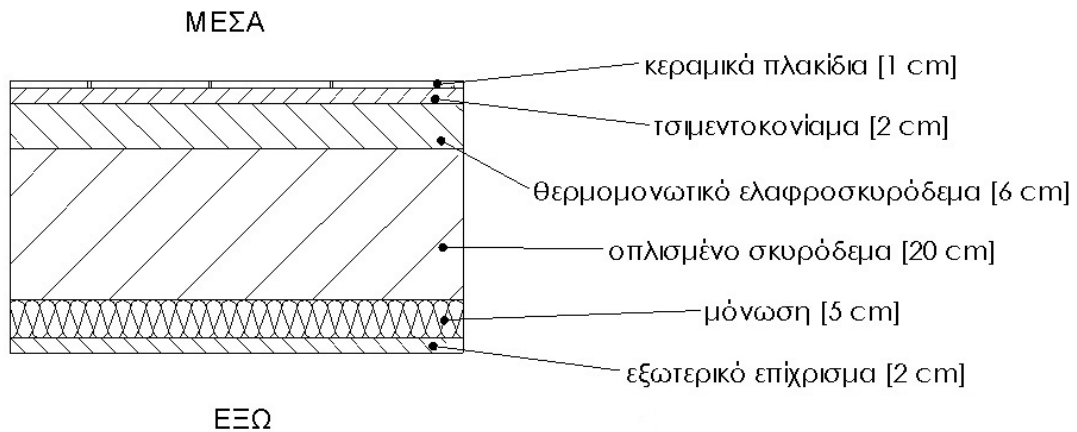 ΜΕΣΑ
κεραμικά πλακίδια [1 cm]
τσιμεντοκονίαμα [2 cm]
θερμομονωτικό ελαφροσκυρόδεμα [6 cm]
οπλισμένο σκυρόδεμα [20 cm]
μόνωση [5 cm]
εξωτερικό επίχρισμα [2 cm]
ΕΞΩ